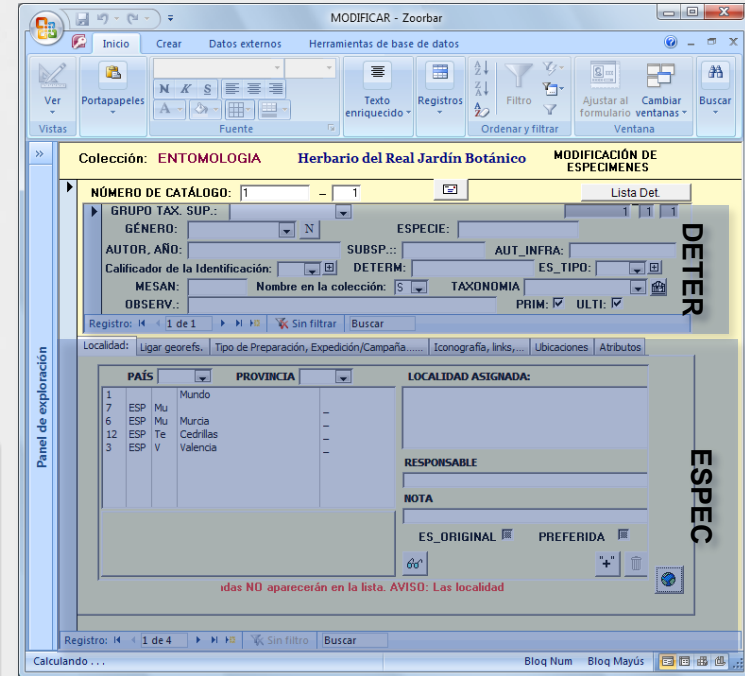 MODIFICAR - Zoorbar
Inicio Crear Datos externos Herramientas de base de datos
Ver Portapapeles N K S Texto enriquecido Registros Filtro Ajustar al formulario Cambiar ventanas Buscar
Vistas Fuente Ordenar y filtrar Ventana
Colección: ENTOMOLOGIA Herbario del Real Jardín Botánico MODIFICACIÓN DE ESPECIMENES
NÚMERO DE CATÁLOGO: 1 – 1 Lista Det.
GRUPO TAX. SUP.: 1 1 1
GÉNERO: N ESPECIE:
AUTOR, AÑO: SUBSP.:: AUT_INFRA:
Calificador de la Identificación: DETERM: ES_TIPO:
MESAN: Nombre en la colección: S TAXONOMIA
OBSERV.: PRIM: ULTI:
Registro: 1 de 1 Sin filtrar Buscar
DETER
Localidad: Ligar georefs. Tipo de Preparación, Expedición/Campaña...... Iconografía, links,... Ubicaciones Atributos
PAÍS PROVINCIA LOCALIDAD ASIGNADA:
1 Mundo
7 ESP Mu _
6 ESP Mu Murcia _
12 ESP Te Cedrillas _
3 ESP V Valencia _
RESPONSABLE
NOTA
ES_ORIGINAL PREFERIDA
"+"
ESPEC
idas NO aparecerán en la lista. AVISO: Las localidad
Registro: 1 de 4 Sin filtro Buscar
Panel de exploración
Calculando . . . Bloq Num Bloq Mayús